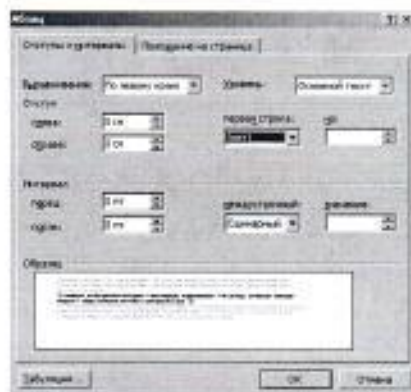 Абзац
Отступы и интервалы Положение на странице
Выравнивание: По левому краю Уровень: Основной текст
Отступ
слева: 0 см первая строка: на:
справа: 0 см (нет)
Интервал
перед: 0 пт междустрочный: значение:
после: 0 пт Одинарный
Образец
Табуляция... ОК Отмена